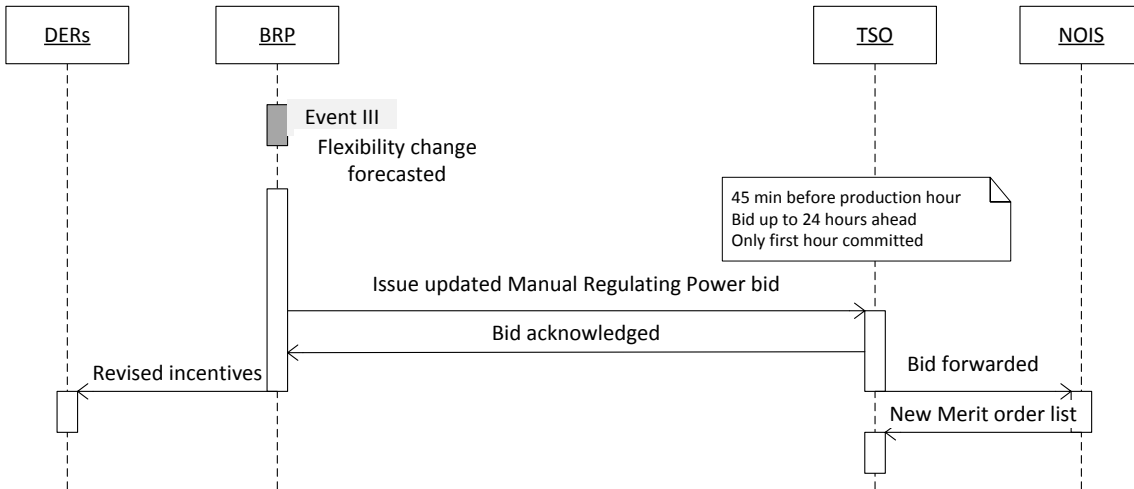 DERs
BRP
TSO
NOIS
Event III
Flexibility change
forecasted
45 min before production hour
Bid up to 24 hours ahead
Only first hour committed
Issue updated Manual Regulating Power bid
Bid acknowledged
Revised incentives
Bid forwarded
New Merit order list